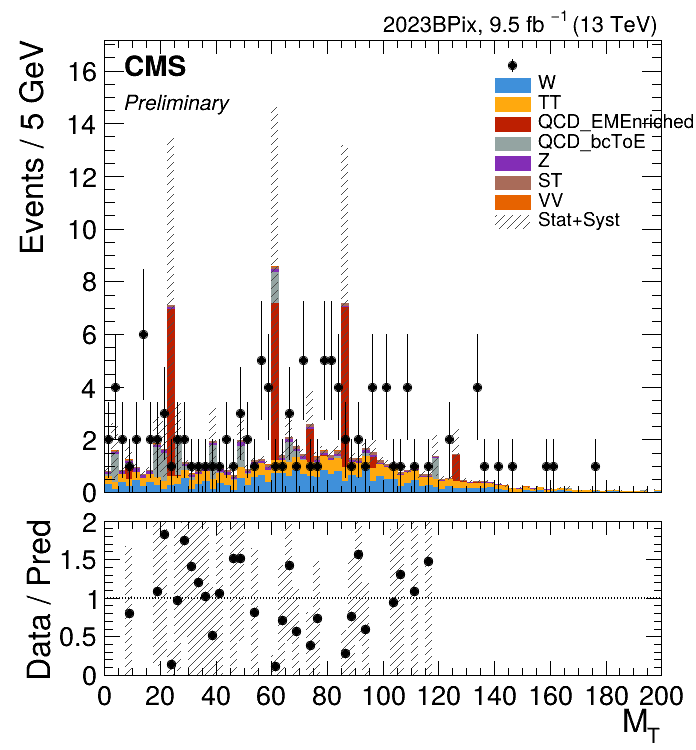 2023BPix, 9.5 fb⁻¹ (13 TeV)
CMS
Preliminary
W
TT
QCD_EMEnriched
QCD_bcToE
Z
ST
VV
Stat+Syst
Events / 5 GeV
16
14
12
10
8
6
4
2
0
Data / Pred
2
1.5
1
0.5
0
0 20 40 60 80 100 120 140 160 180 200
M_T